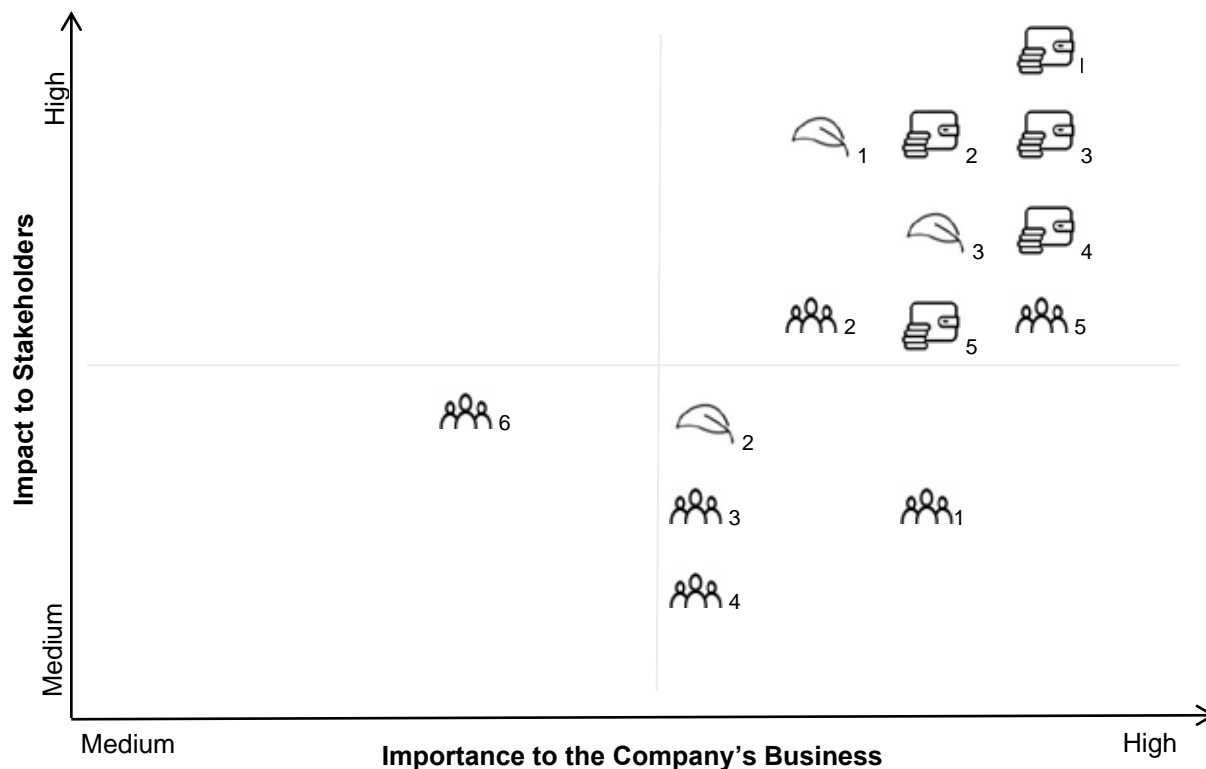 High
l
1
2
3
3
4
2
5
5
Impact to Stakeholders
6
2
3
1
4
Medium
Medium
Importance to the Company’s Business
High